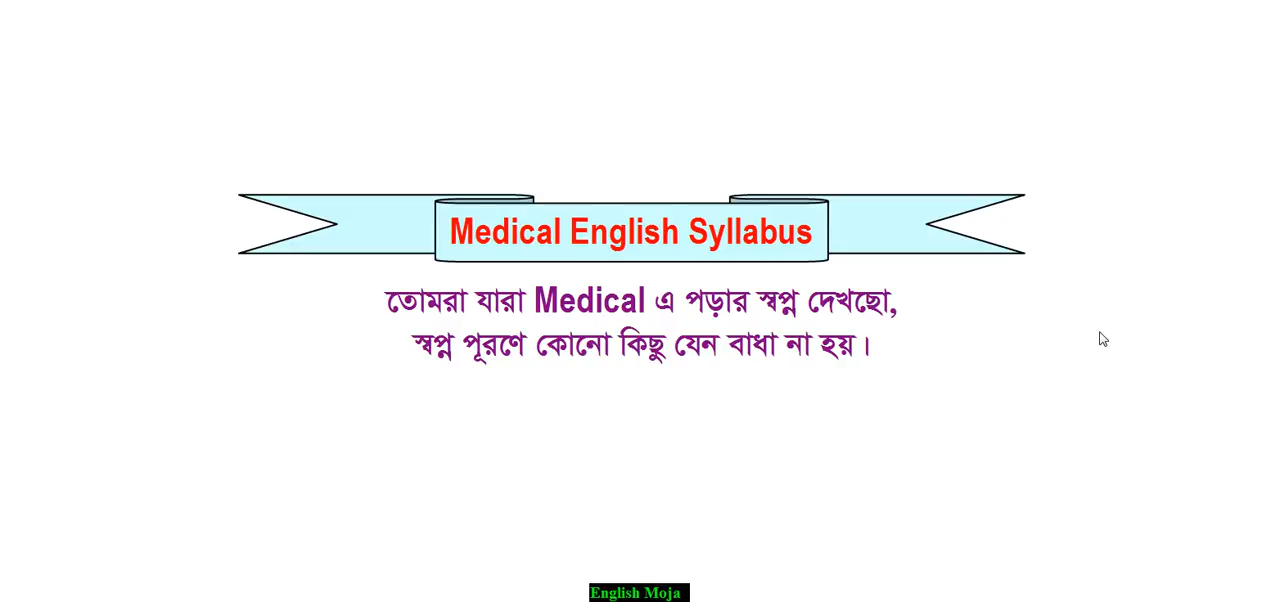 Medical English Syllabus
তোমরা যারা Medical এ পড়ার স্বপ্ন দেখছো,
স্বপ্ন পূরণে কোনো কিছু যেন বাধা না হয়।
English Moja